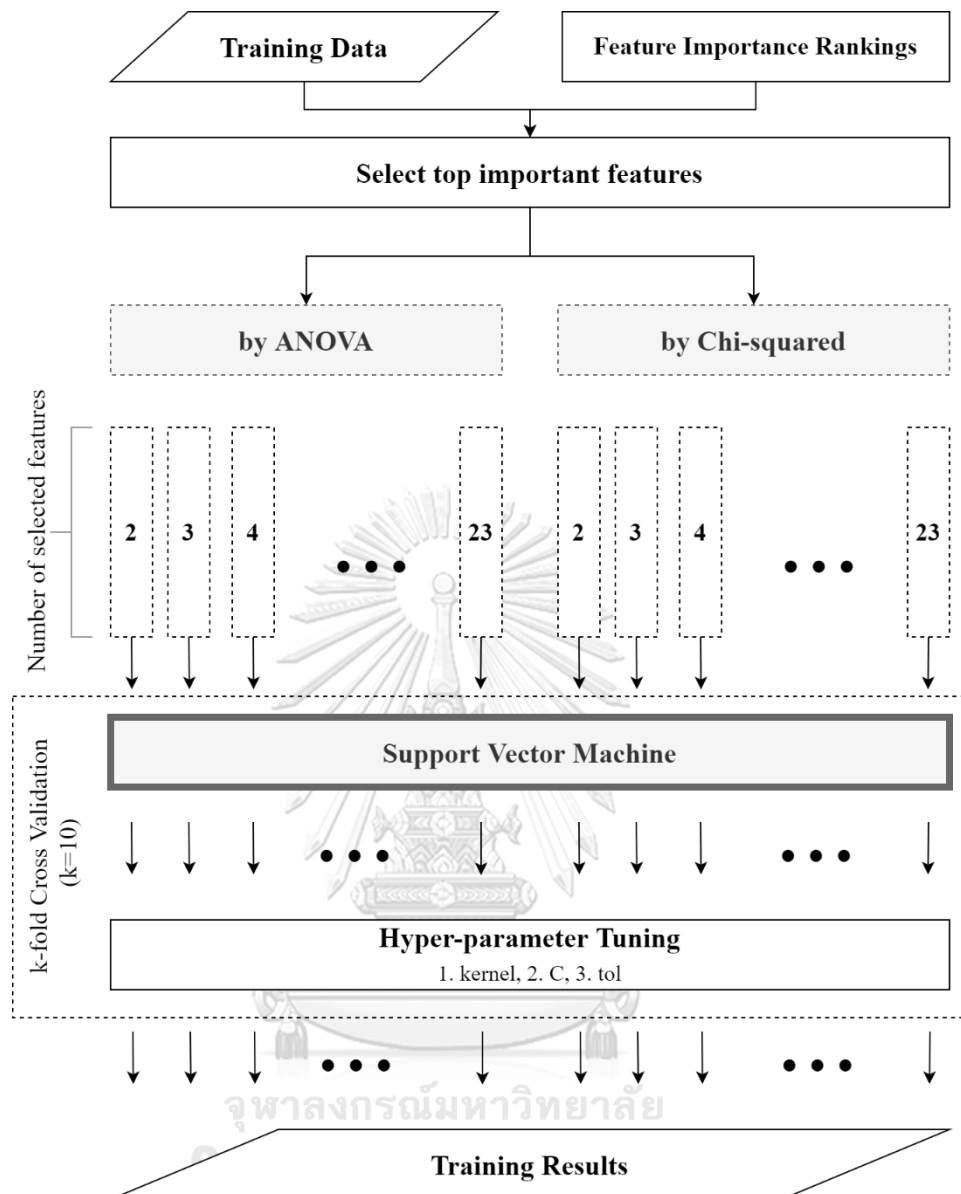 Training Data
Feature Importance Rankings
Select top important features
by ANOVA
by Chi-squared
Number of selected features
2
3
4
23
2
3
4
23
k-fold Cross Validation
(k=10)
Support Vector Machine
Hyper-parameter Tuning
1. kernel, 2. C, 3. tol
จุฬาลงกรณ์มหาวิทยาลัย
Training Results